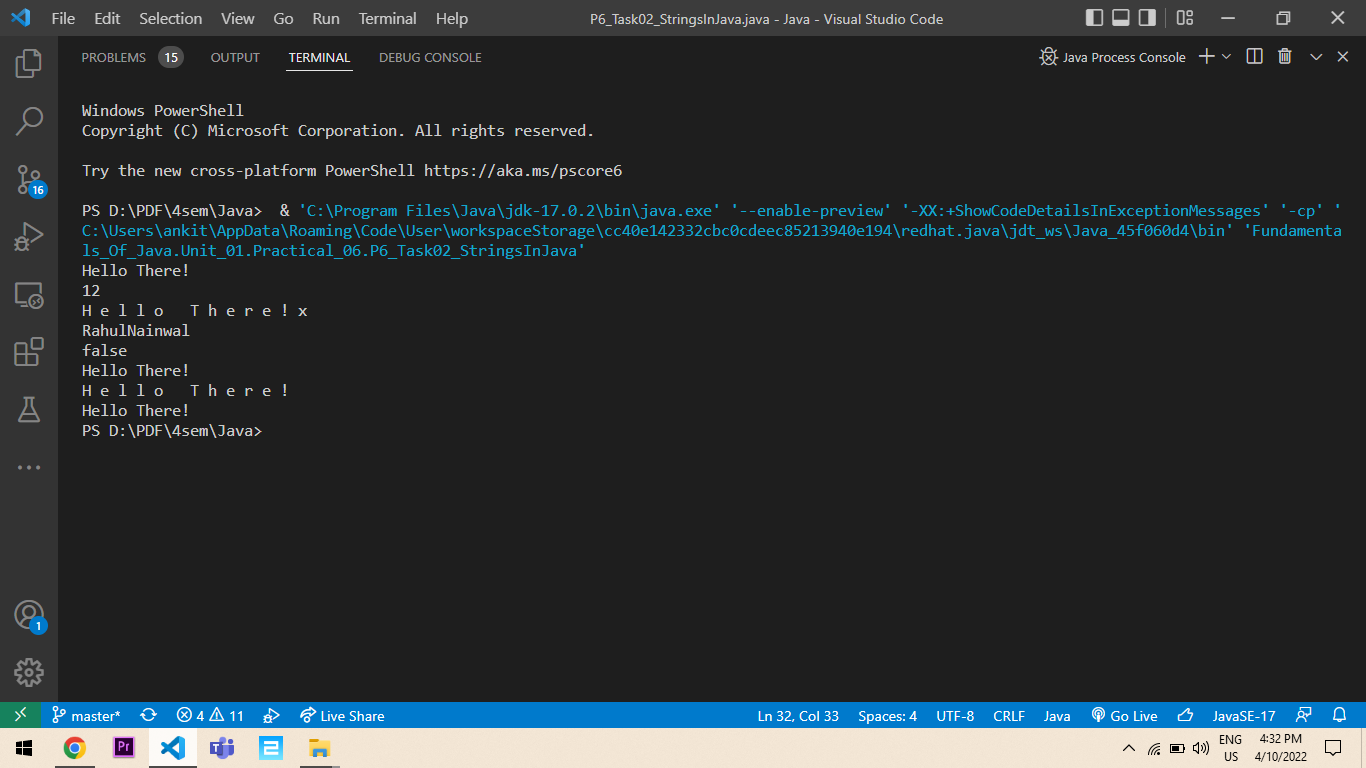 File Edit Selection View Go Run Terminal Help P6_Task02_StringsInJava.java - Java - Visual Studio Code
PROBLEMS 15 OUTPUT TERMINAL DEBUG CONSOLE Java Process Console
Windows PowerShell
Copyright (C) Microsoft Corporation. All rights reserved.
Try the new cross-platform PowerShell https://aka.ms/pscore6
PS D:\PDF\4sem\Java>  & 'C:\Program Files\Java\jdk-17.0.2\bin\java.exe' '--enable-preview' '-XX:+ShowCodeDetailsInExceptionMessages' '-cp' '
C:\Users\ankit\AppData\Roaming\Code\User\workspaceStorage\cc40e142332cbc0cdeec85213940e194\redhat.java\jdt_ws\Java_45f060d4\bin' 'Fundamenta
ls_Of_Java.Unit_01.Practical_06.P6_Task02_StringsInJava'
Hello There!
12
H e l l o   T h e r e ! x
RahulNainwal
false
Hello There!
H e l l o   T h e r e !
Hello There!
PS D:\PDF\4sem\Java>
16
1
master* 4 11 Live Share Ln 32, Col 33 Spaces: 4 UTF-8 CRLF Java Go Live JavaSE-17
Pr 2 ENG 4:32 PM
US 4/10/2022